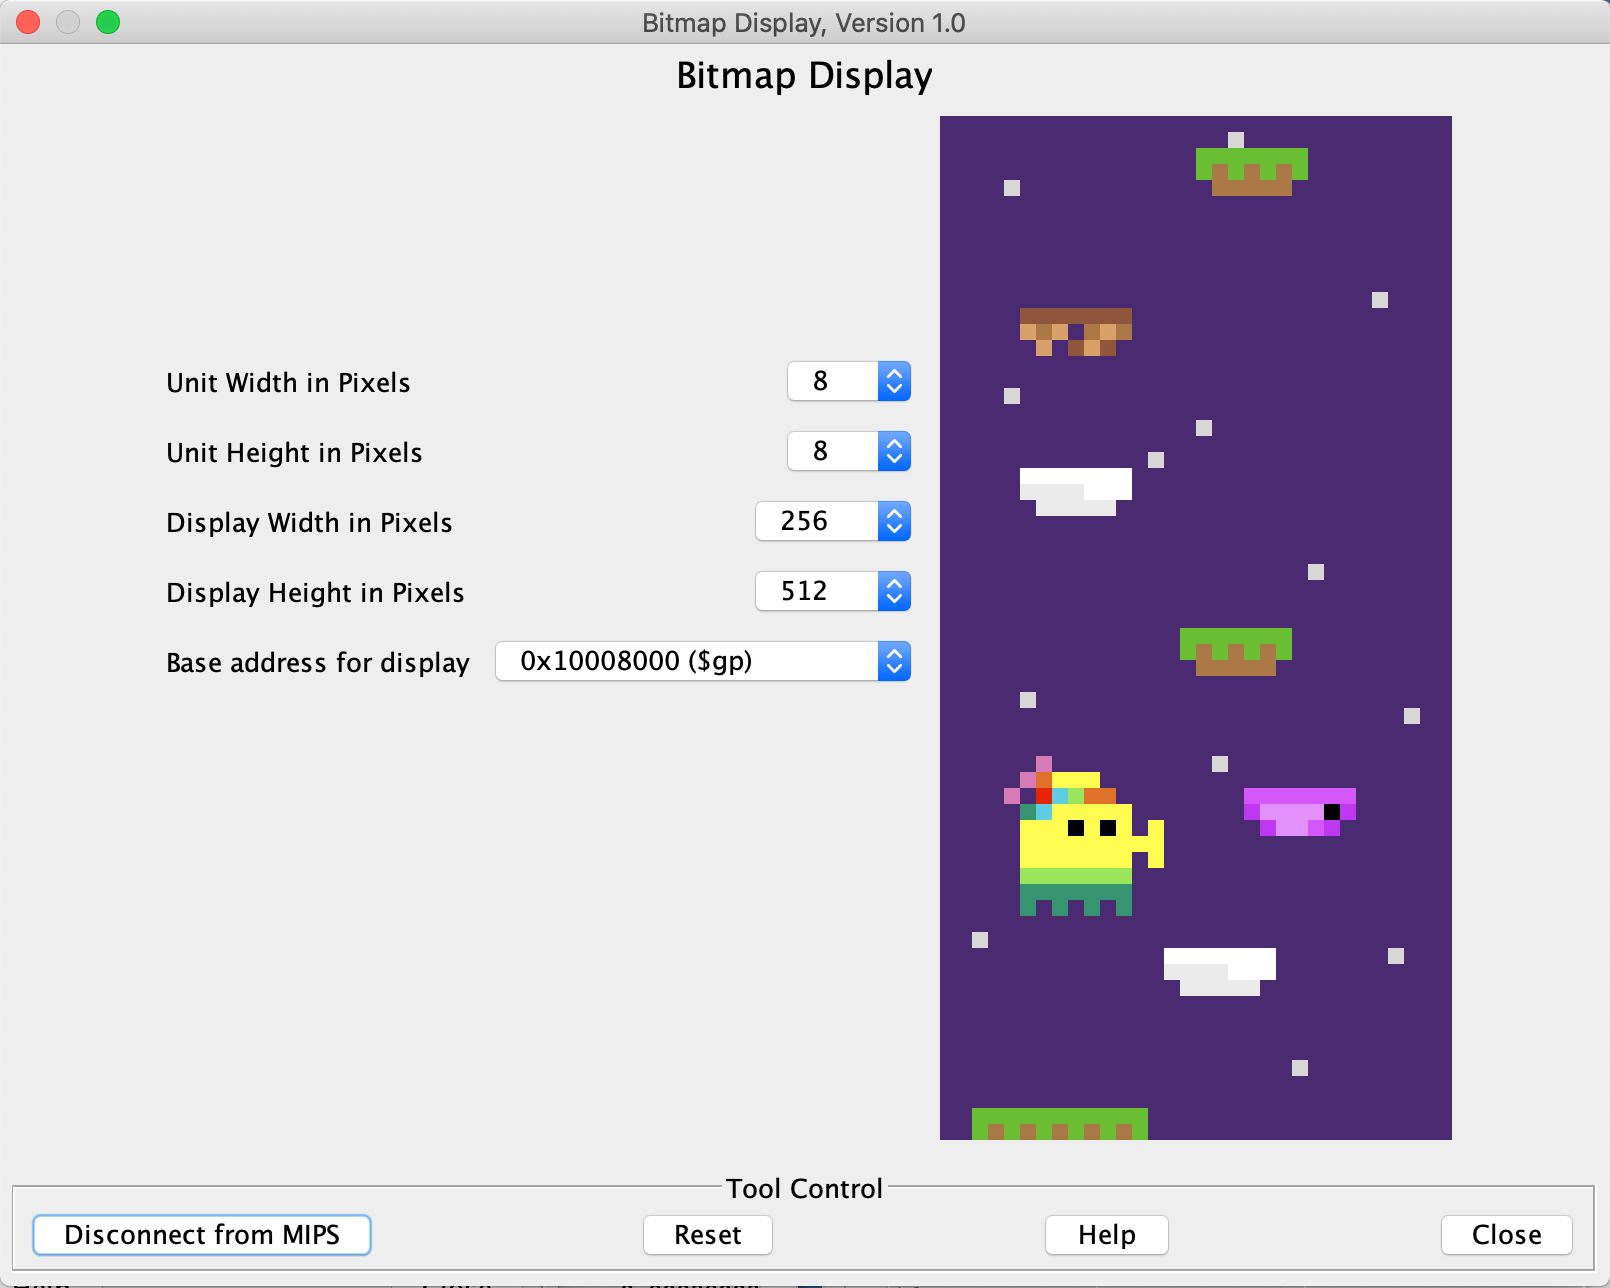 Bitmap Display, Version 1.0
Bitmap Display
Unit Width in Pixels 8
Unit Height in Pixels 8
Display Width in Pixels 256
Display Height in Pixels 512
Base address for display 0x10008000 ($gp)
Tool Control
Disconnect from MIPS Reset Help Close